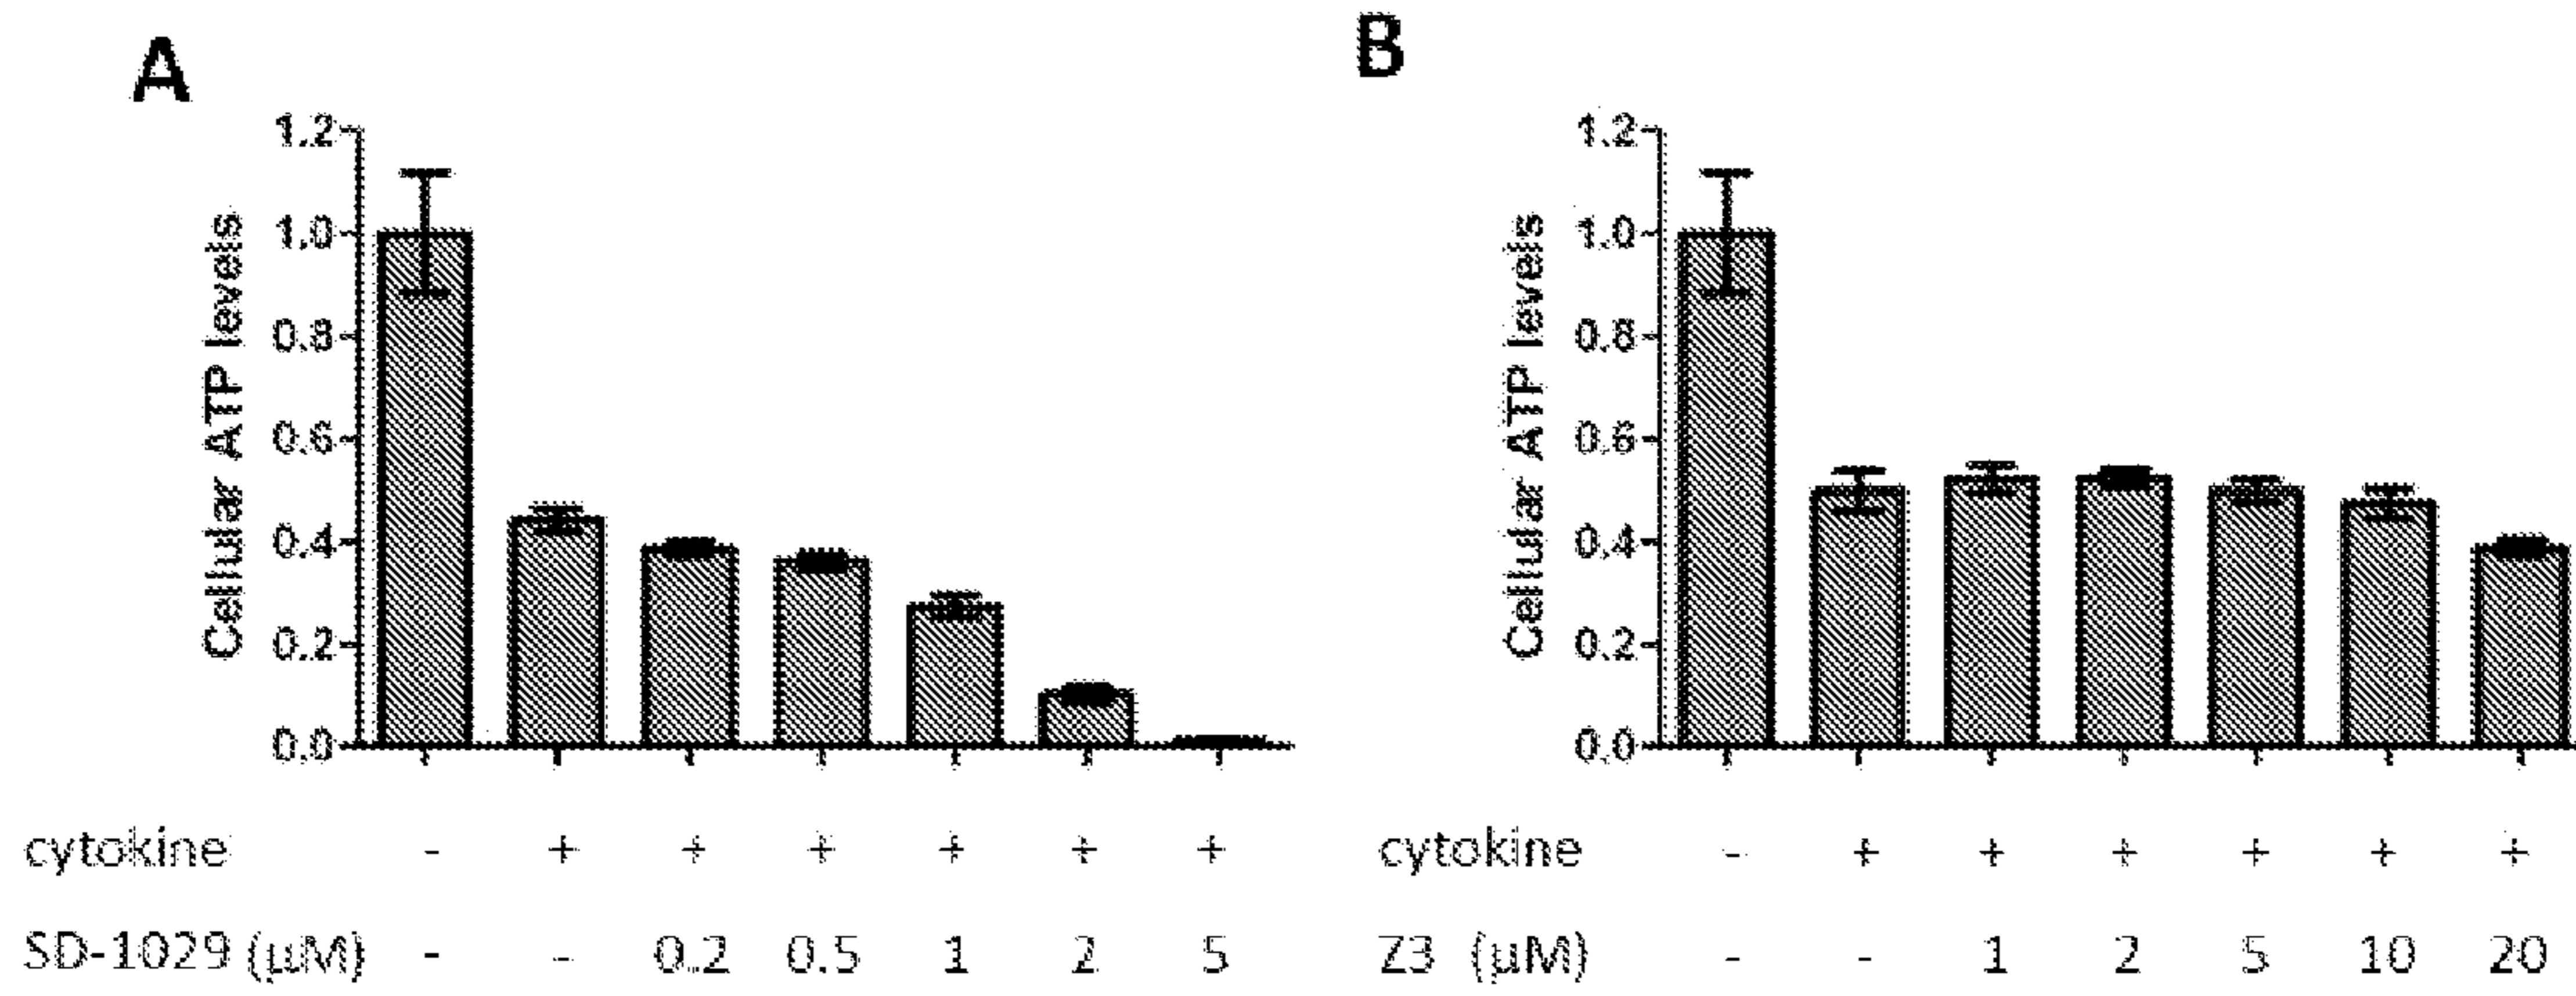 A
B
Cellular ATP levels
1.2
1.0
0.8
0.6
0.4
0.2
0.0
cytokine - + + + + + +
SD-1029 (μM) - - 0.2 0.5 1 2 5
Cellular ATP levels
1.2
1.0
0.8
0.6
0.4
0.2
0.0
cytokine - + + + + + +
Z3 (μM) - - 1 2 5 10 20